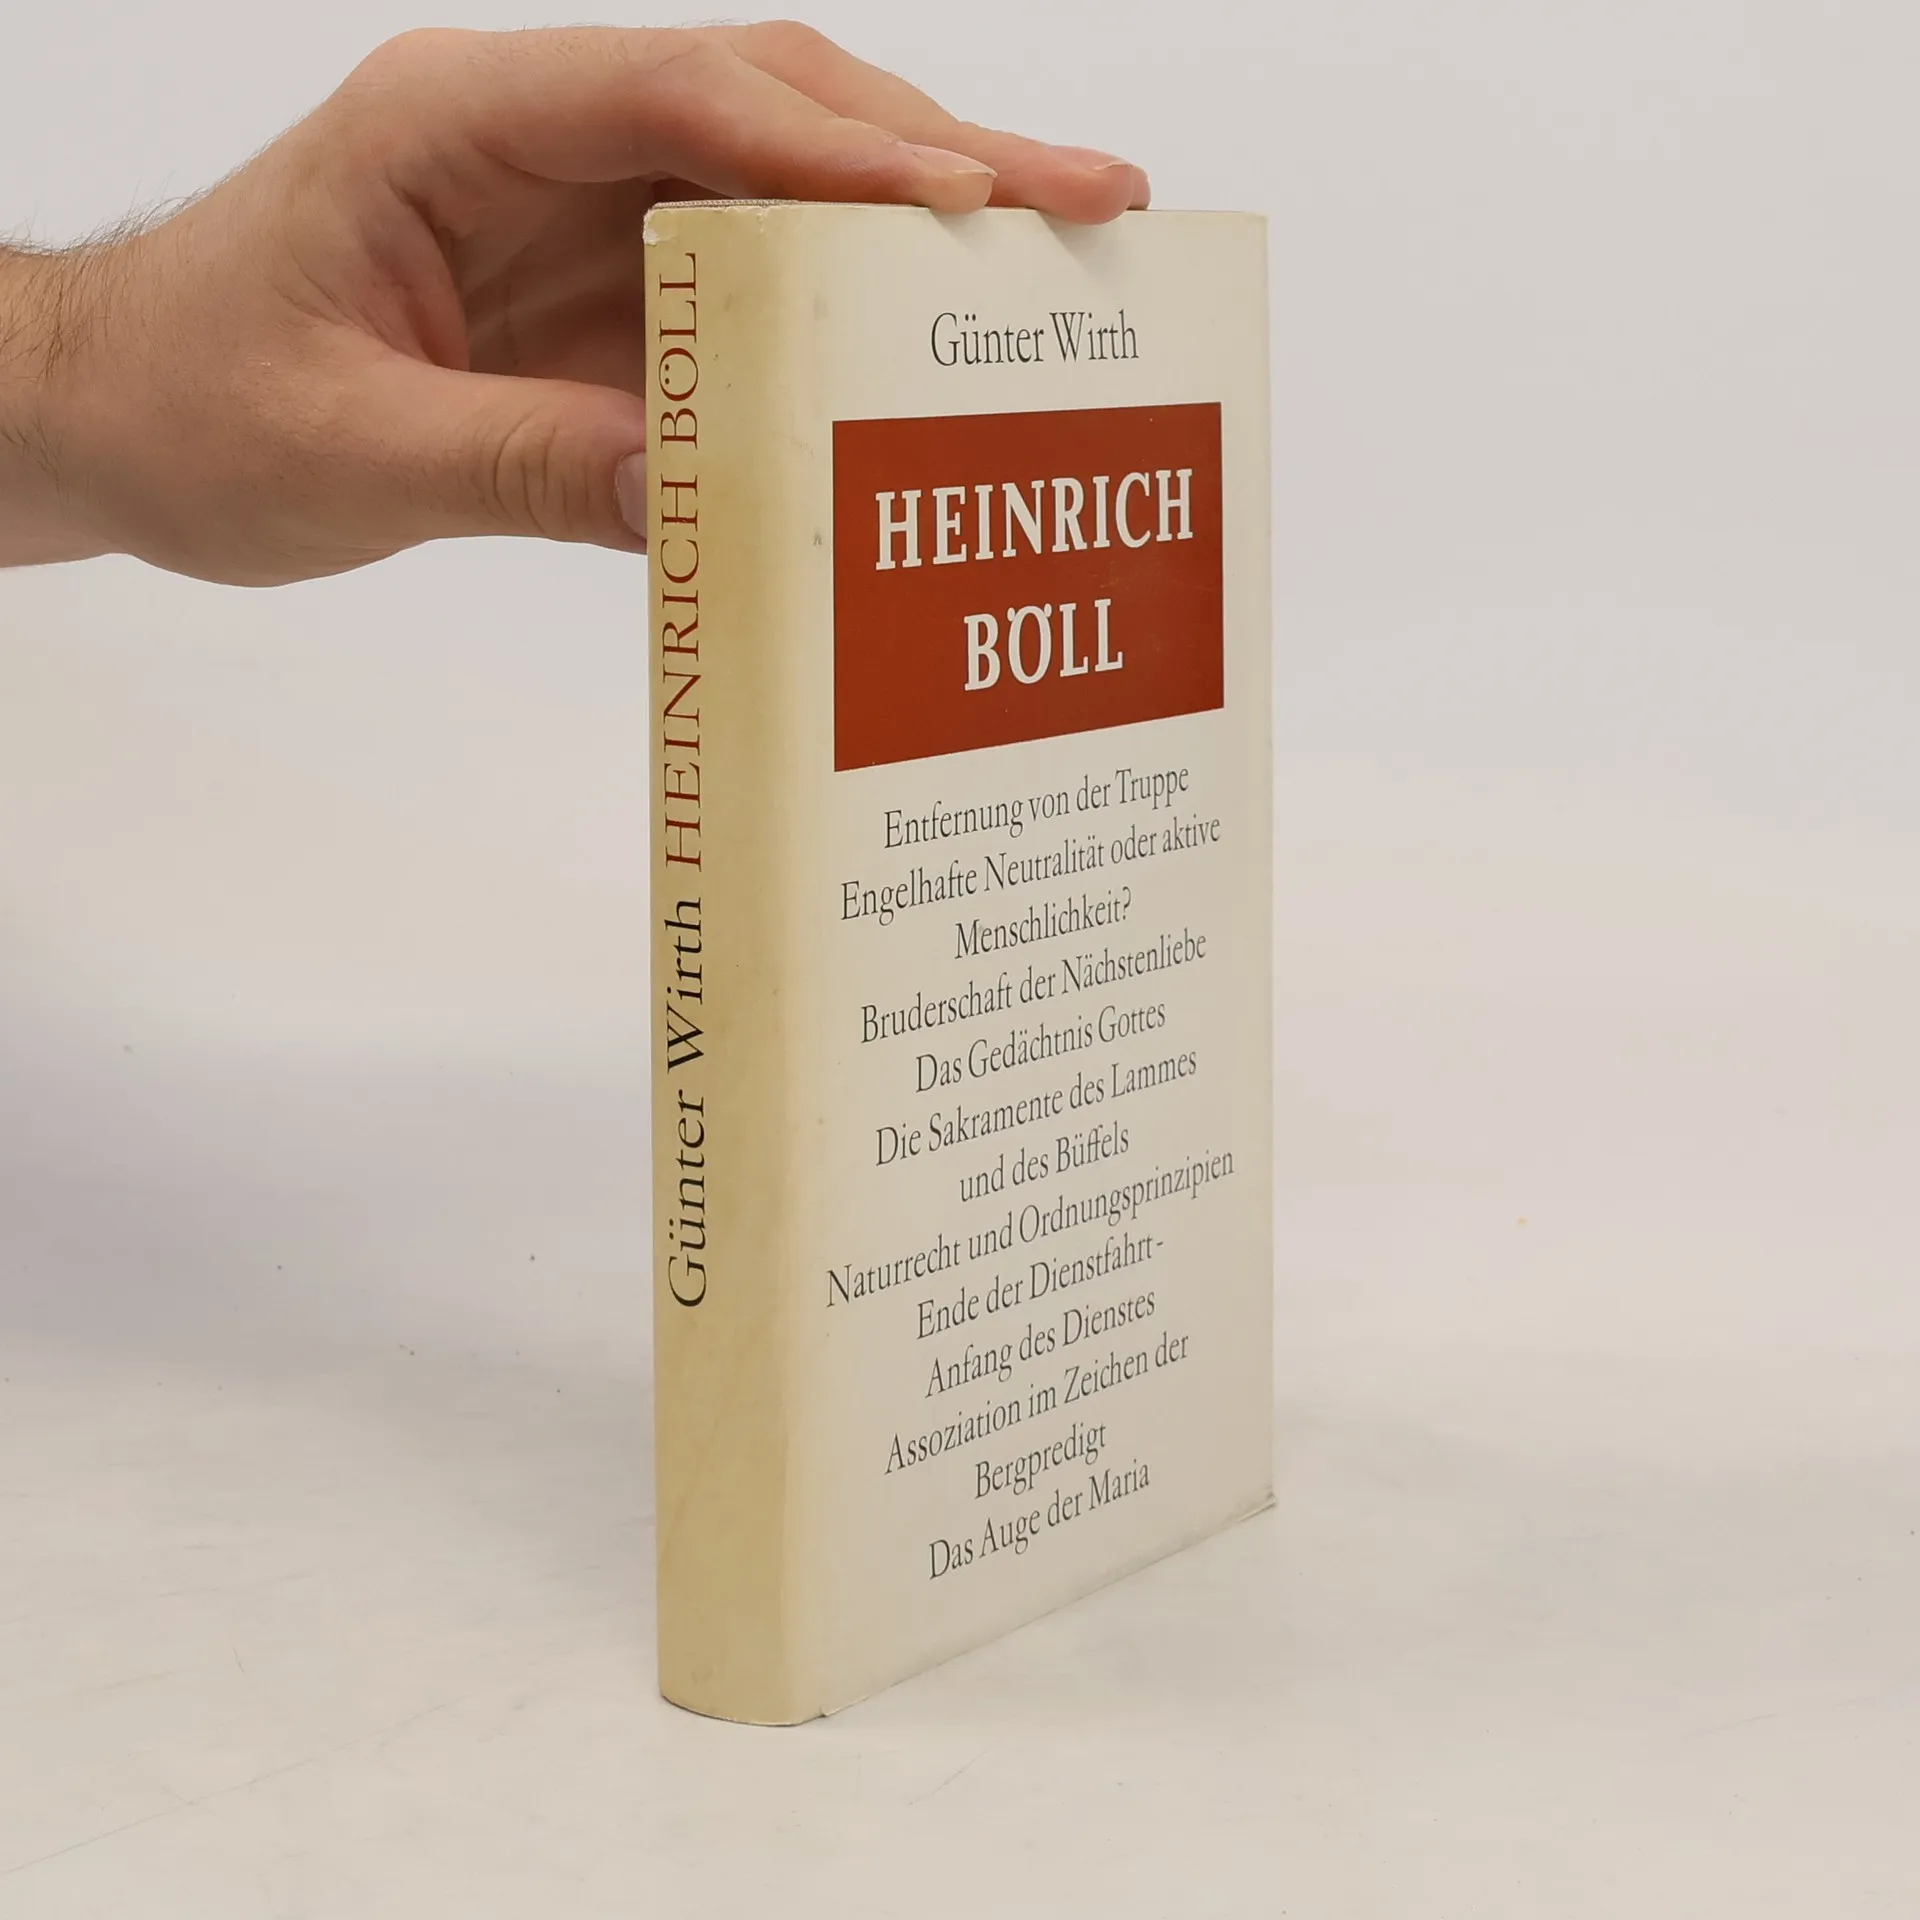 Günter Wirth HEINRICH BÖLL
Günter Wirth
HEINRICH
BÖLL
Entfernung von der Truppe
Engelhafte Neutralität oder aktive
Menschlichkeit?
Bruderschaft der Nächstenliebe
Das Gedächtnis Gottes
Die Sakramente des Lammes
und des Büffels
Naturrecht und Ordnungsprinzipien
Ende der Dienstfahrt-
Anfang des Dienstes
Assoziation im Zeichen der
Bergpredigt
Das Auge der Maria